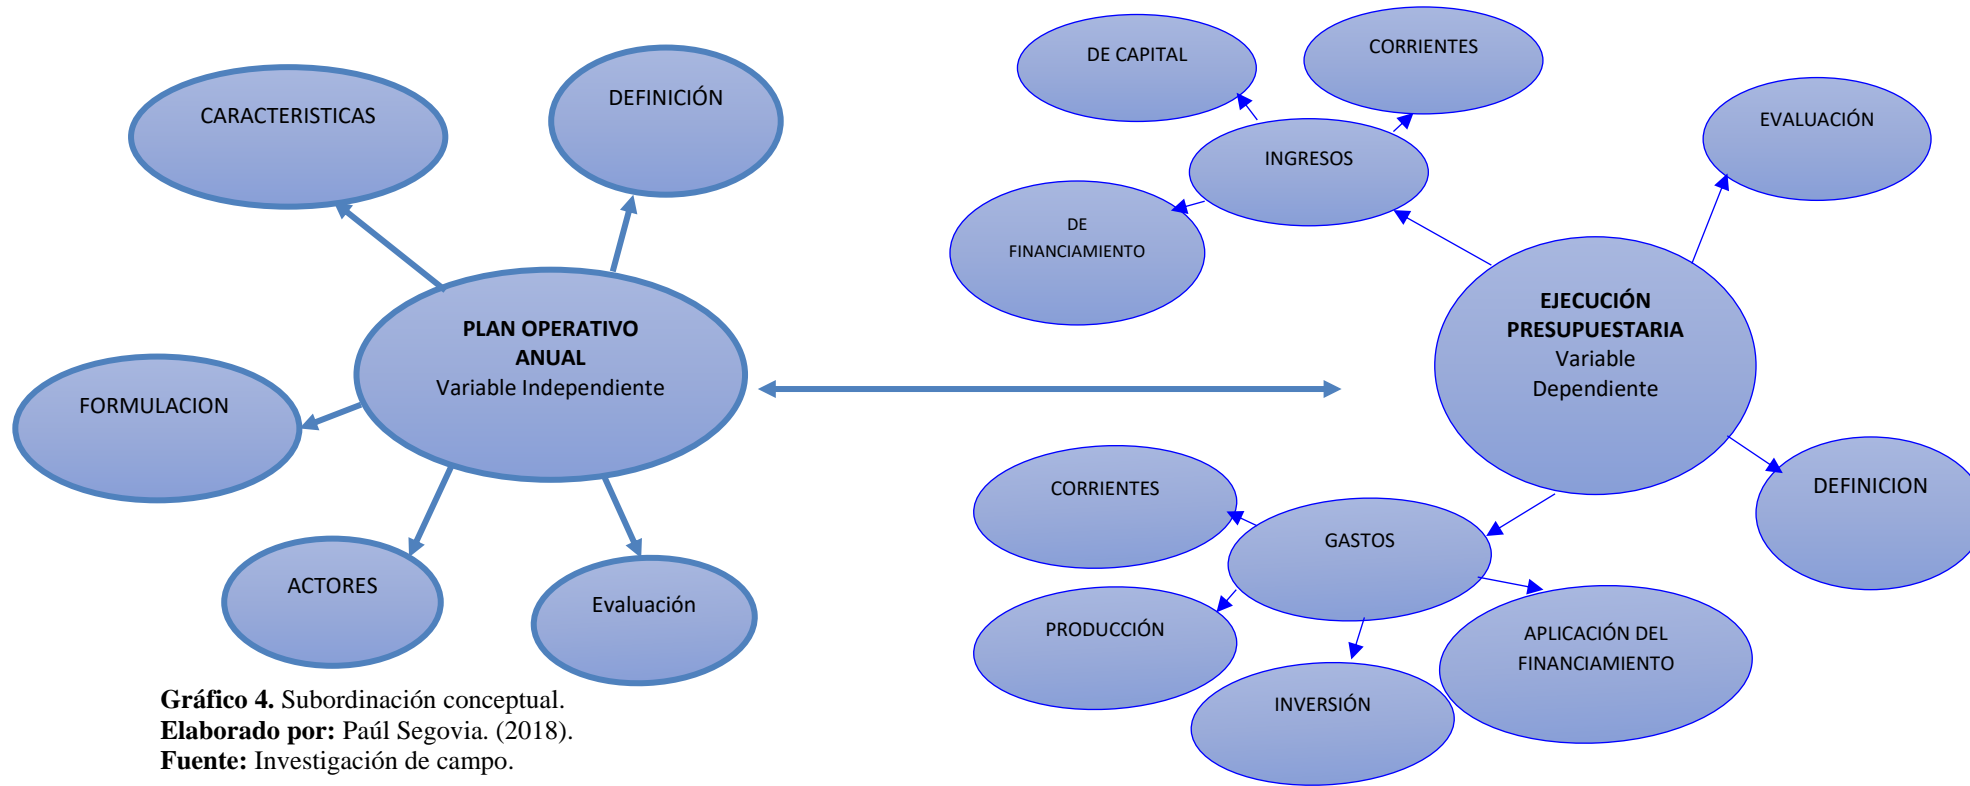 CARACTERISTICAS
DEFINICIÓN
PLAN OPERATIVO
ANUAL
Variable Independiente
FORMULACION
ACTORES
Evaluación
DE CAPITAL
CORRIENTES
INGRESOS
DE
FINANCIAMIENTO
EVALUACIÓN
EJECUCIÓN
PRESUPUESTARIA
Variable
Dependiente
DEFINICION
CORRIENTES
GASTOS
PRODUCCIÓN
INVERSIÓN
APLICACIÓN DEL
FINANCIAMIENTO
Gráfico 4. Subordinación conceptual.
Elaborado por: Paúl Segovia. (2018).
Fuente: Investigación de campo.